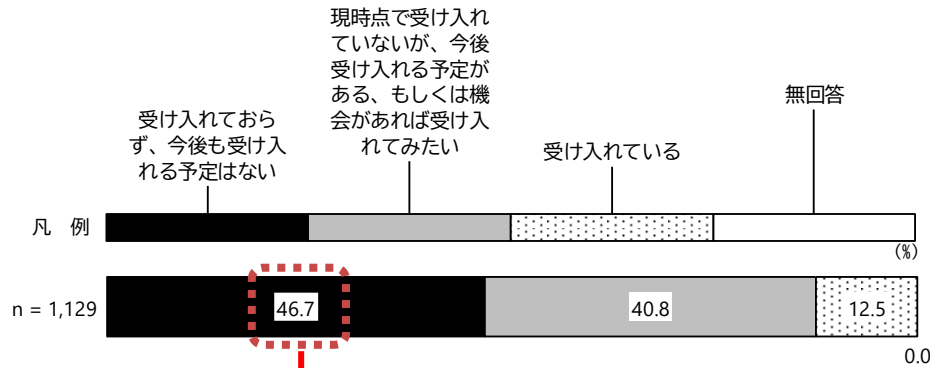 現時点で受け入れ
ていないが、今後
受け入れる予定が
ある、もしくは機
会があれば受け入
れてみたい
無回答
受け入れておら
ず、今後も受け入
れる予定はない
受け入れている
凡 例
(%)
n = 1,129
46.7
40.8
12.5
0.0